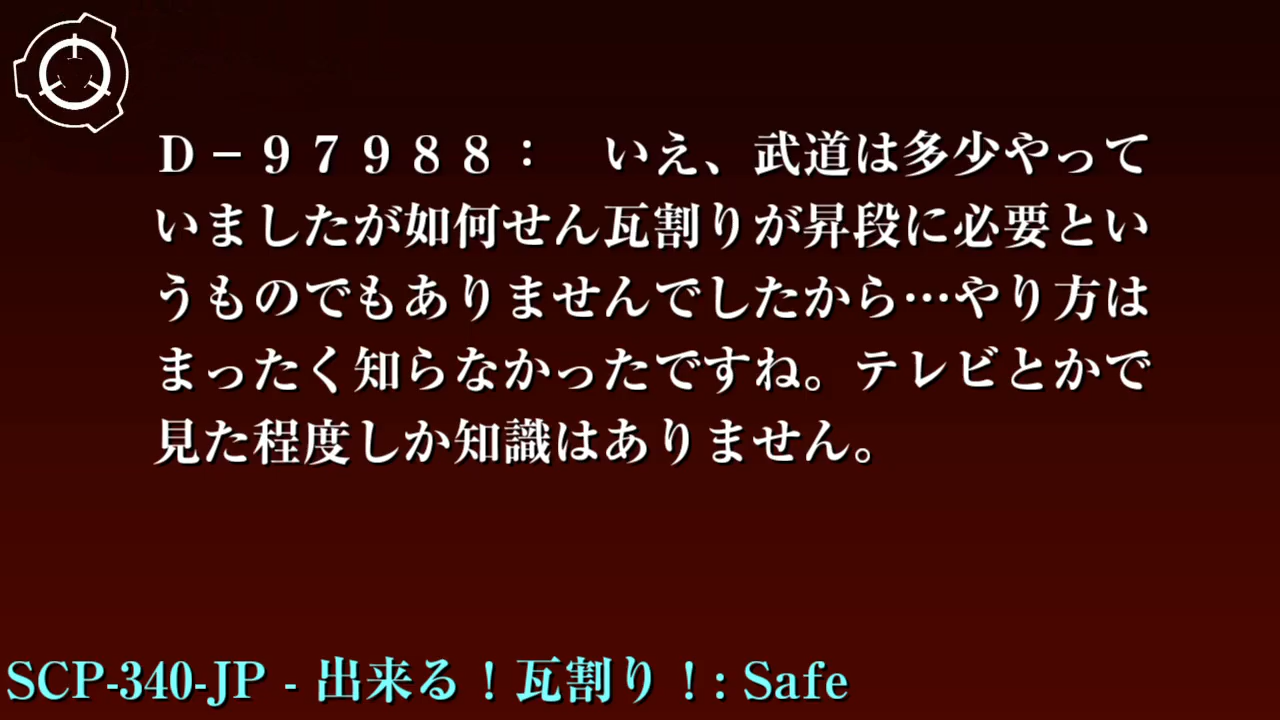 Ｄ－９７９８８：　いえ、武道は多少やって
いましたが如何せん瓦割りが昇段に必要とい
うものでもありませんでしたから…やり方は
まったく知らなかったですね。テレビとかで
見た程度しか知識はありません。
SCP-340-JP - 出来る！瓦割り！: Safe